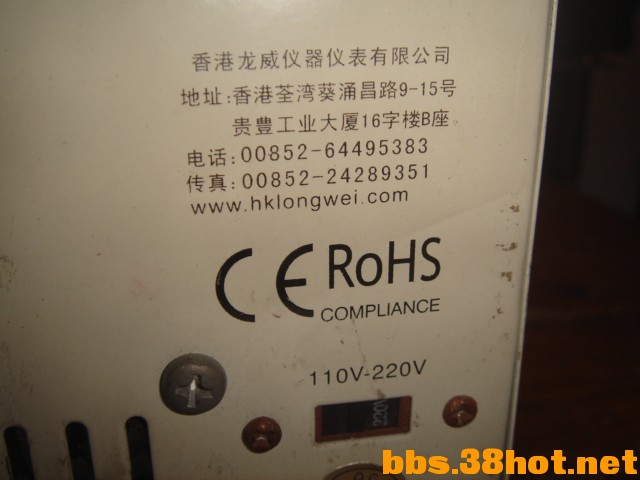 香港龙威仪器仪表有限公司
地址:香港荃湾葵涌昌路9-15号
贵豊工业大厦16字楼B座
电话:00852-64495383
传真:00852-24289351
www.hklongwei.com
CE RoHS
COMPLIANCE
110V-220V
220V
bbs.38hot.net